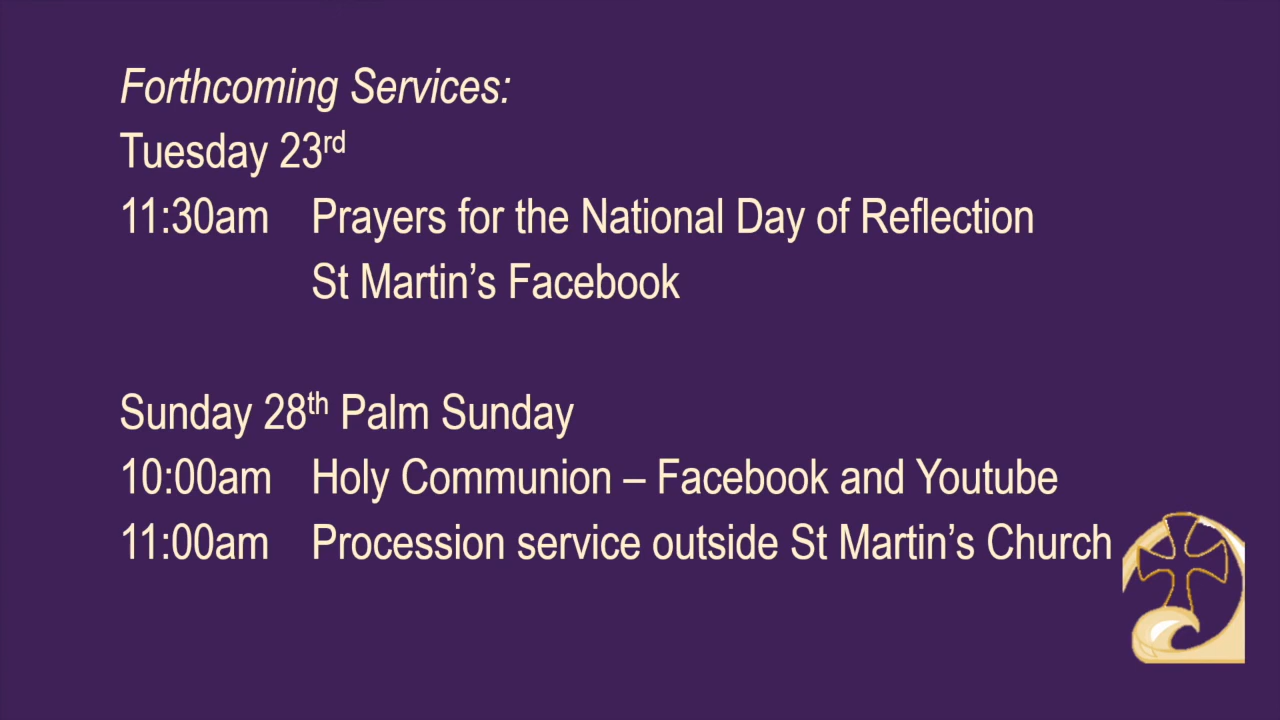 Forthcoming Services:
Tuesday 23rd
11:30am Prayers for the National Day of Reflection
St Martin’s Facebook
Sunday 28th Palm Sunday
10:00am Holy Communion – Facebook and Youtube
11:00am Procession service outside St Martin’s Church